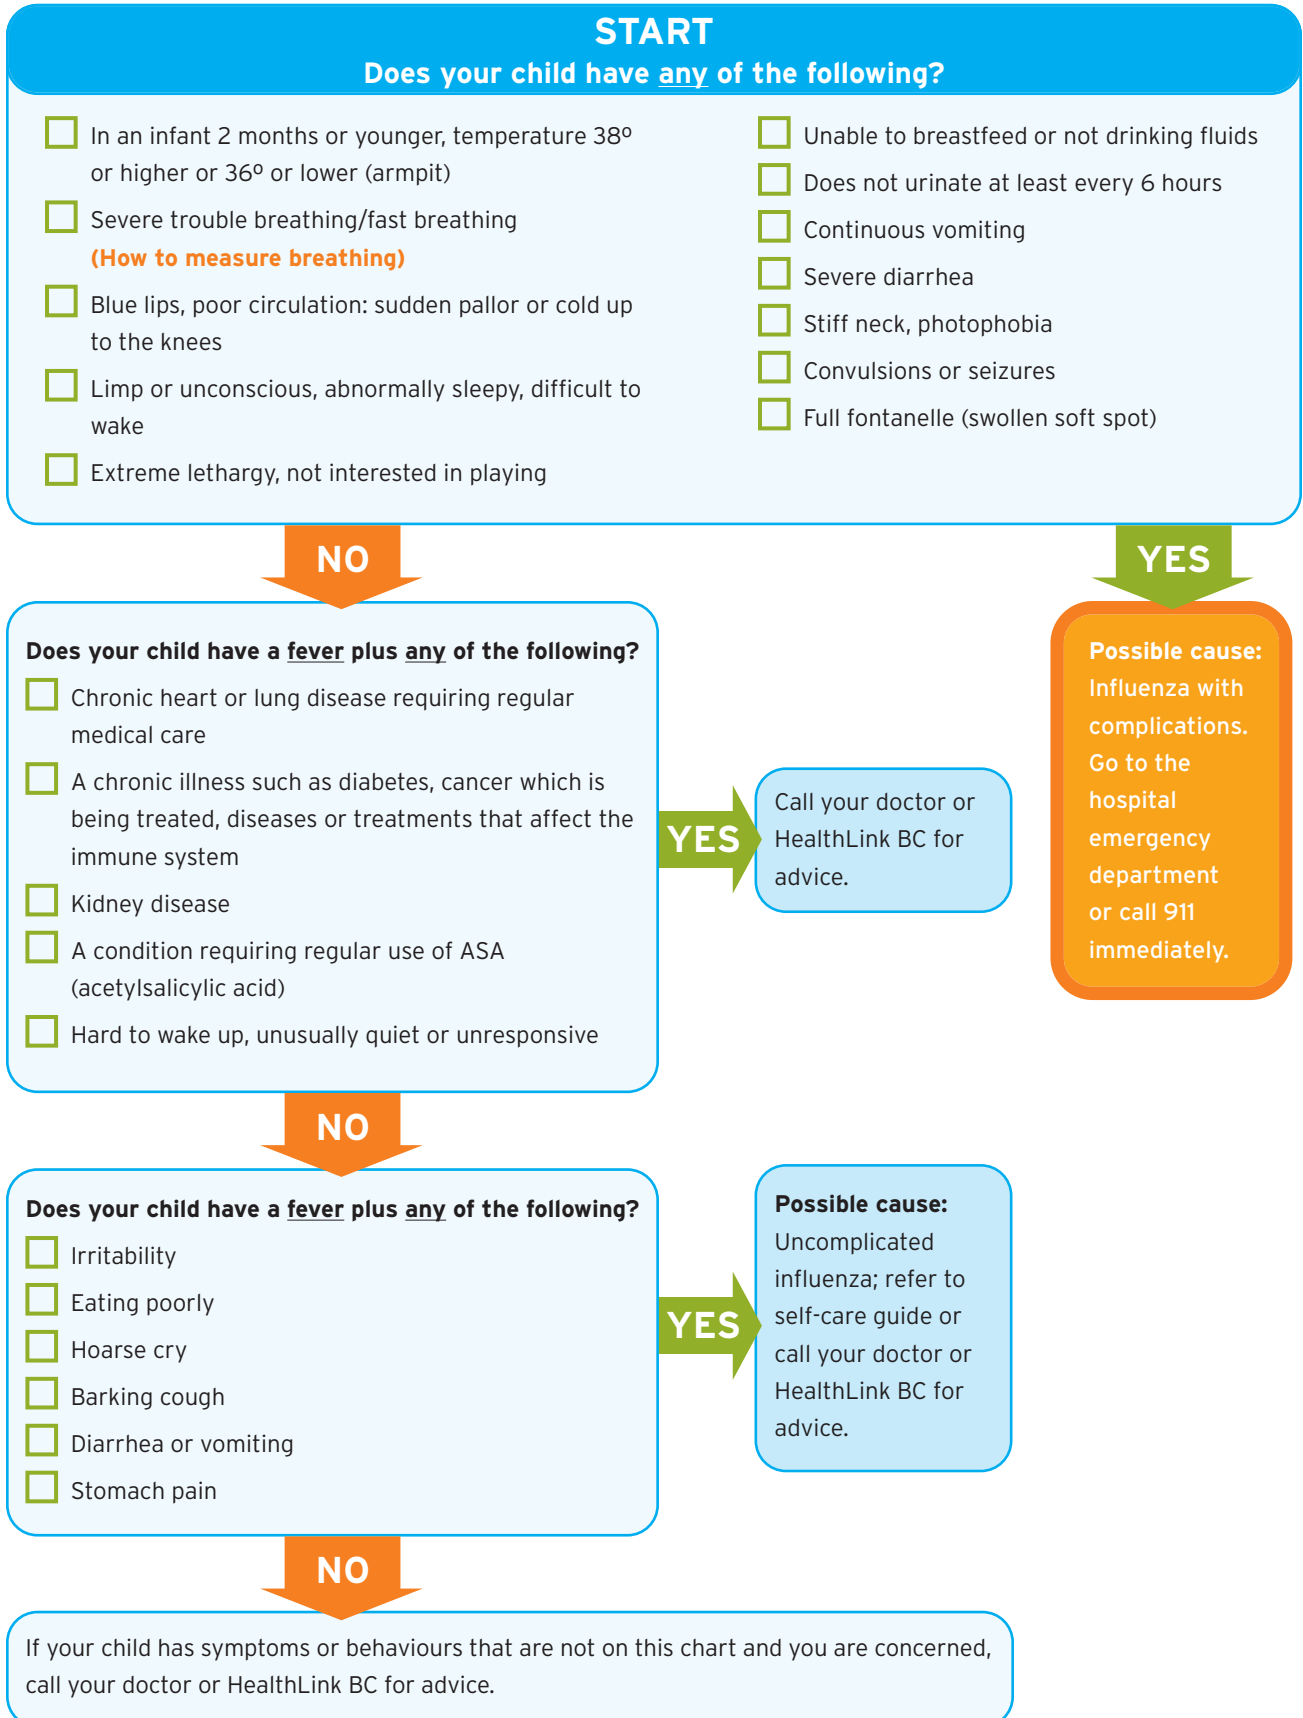 START
Does your child have any of the following?
In an infant 2 months or younger, temperature 38º
or higher or 36º or lower (armpit)
Severe trouble breathing/fast breathing
(How to measure breathing)
Blue lips, poor circulation: sudden pallor or cold up
to the knees
Limp or unconscious, abnormally sleepy, difficult to
wake
Extreme lethargy, not interested in playing
Unable to breastfeed or not drinking fluids
Does not urinate at least every 6 hours
Continuous vomiting
Severe diarrhea
Stiff neck, photophobia
Convulsions or seizures
Full fontanelle (swollen soft spot)
NO
YES
Does your child have a fever plus any of the following?
Chronic heart or lung disease requiring regular
medical care
A chronic illness such as diabetes, cancer which is
being treated, diseases or treatments that affect the
immune system
Kidney disease
A condition requiring regular use of ASA
(acetylsalicylic acid)
Hard to wake up, unusually quiet or unresponsive
YES
Call your doctor or
HealthLink BC for
advice.
Possible cause:
Influenza with
complications.
Go to the
hospital
emergency
department
or call 911
immediately.
NO
Does your child have a fever plus any of the following?
Irritability
Eating poorly
Hoarse cry
Barking cough
Diarrhea or vomiting
Stomach pain
YES
Possible cause:
Uncomplicated
influenza; refer to
self-care guide or
call your doctor or
HealthLink BC for
advice.
NO
If your child has symptoms or behaviours that are not on this chart and you are concerned,
call your doctor or HealthLink BC for advice.